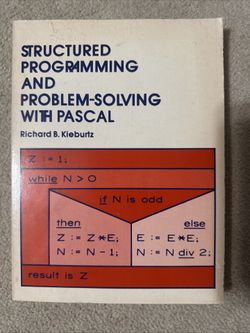 STRUCTURED
PROGRAMMING
AND
PROBLEM-SOLVING
WITH PASCAL
Richard B. Kieburtz
Z := 1;
while N > 0
if N is odd
then else
Z := Z*E; E := E*E;
N := N-1; N := N div 2;
result is Z